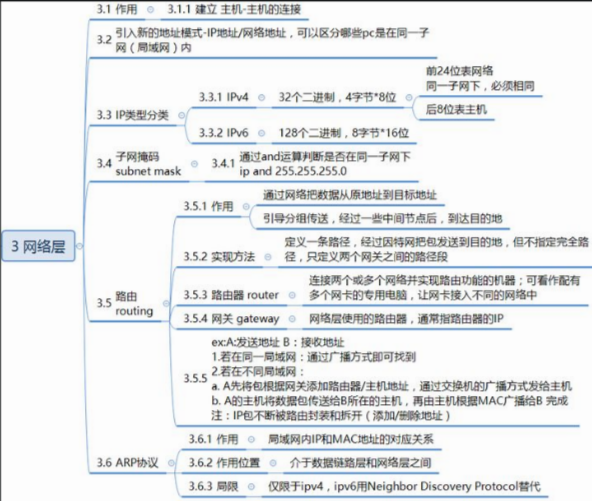 3 网络层
3.1 作用
3.1.1 建立 主机-主机的连接
3.2
引入新的地址模式-IP地址/网络地址，可以区分哪些pc是在同一子
网（局域网）内
3.3 IP类型分类
3.3.1 IPv4
32个二进制，4字节*8位
前24位表网络
同一子网下，必须相同
后8位表主机
3.3.2 IPv6
128个二进制，8字节*16位
3.4
子网掩码
subnet mask
3.4.1
通过and运算判断是否在同一子网下
ip and 255.255.255.0
3.5
路由
routing
3.5.1 作用
通过网络把数据从原地址到目标地址
引导分组传送，经过一些中间节点后，到达目的地
3.5.2 实现方法
定义一条路径，经过因特网把包发送到目的地，但不指定完全路
径，只定义两个网关之间的路径段
3.5.3 路由器 router
连接两个或多个网络并实现路由功能的机器；可看作配有
多个网卡的专用电脑，让网卡接入不同的网络中
3.5.4 网关 gateway
网络层使用的路由器，通常指路由器的IP
3.5.5
ex:A:发送地址 B：接收地址
1.若在同一局域网：通过广播方式即可找到
2.若在不同局域网：
a. A先将包根据网关添加路由器/主机地址，通过交换机的广播方式发给主机
b. A的主机将数据包传送给B所在的主机，再由主机根据MAC广播给B 完成
注：IP包不断被路由封装和拆开（添加/删除地址）
3.6 ARP协议
3.6.1 作用
局域网内IP和MAC地址的对应关系
3.6.2 作用位置
介于数据链路层和网络层之间
3.6.3 局限
仅限于ipv4，ipv6用Neighbor Discovery Protocol替代